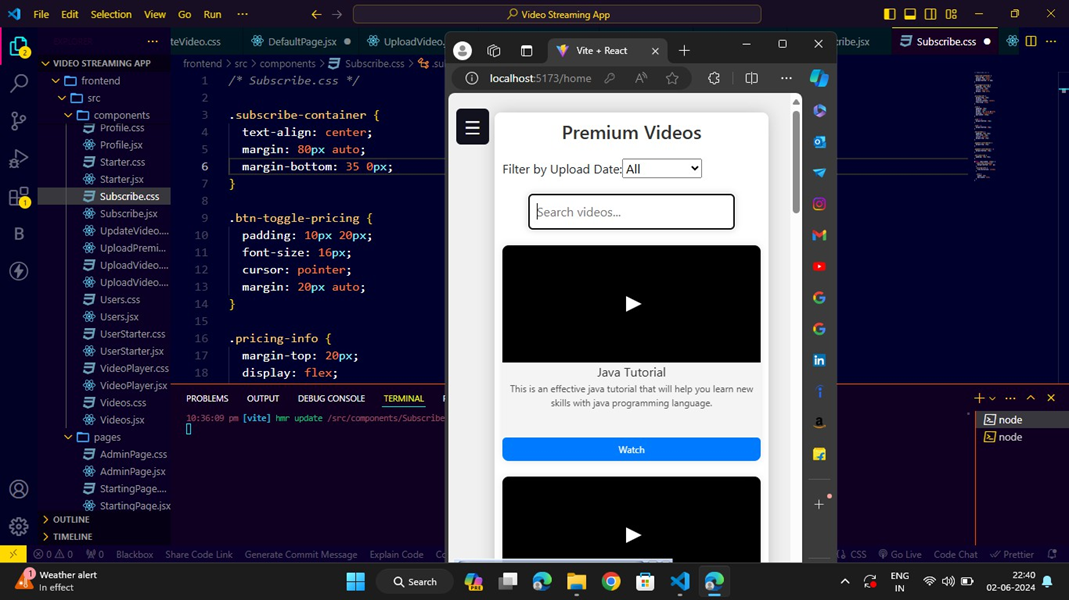 File Edit Selection View Go Run ··· Video Streaming App
teVideo.css DefaultPage.jsx UploadVideo. ibe.jsx Subscribe.css
VIDEO STREAMING APP
frontend
src
components
Profile.css
Profile.jsx
Starter.css
Starter.jsx
Subscribe.css
Subscribe.jsx
UpdateVideo....
UploadPremi...
UploadVideo....
UploadVideo....
Users.css
Users.jsx
UserStarter.css
UserStarter.jsx
VideoPlayer.css
VideoPlayer.jsx
Videos.css
Videos.jsx
pages
AdminPage.css
AdminPage.jsx
StartingPage....
StartingPage.jsx
OUTLINE
TIMELINE
frontend > src > components > Subscribe.css > .su
1 /* Subscribe.css */
2
3 .subscribe-container {
4 text-align: center;
5 margin: 80px auto;
6 margin-bottom: 35 0px;
7 }
8
9 .btn-toggle-pricing {
10 padding: 10px 20px;
11 font-size: 16px;
12 cursor: pointer;
13 margin: 20px auto;
14 }
15
16 .pricing-info {
17 margin-top: 20px;
18 display: flex;
PROBLEMS OUTPUT DEBUG CONSOLE TERMINAL
10:36:09 pm [vite] hmr update /src/components/Subscribe
node
node
Vite + React
localhost:5173/home
Premium Videos
Filter by Upload Date: All
Search videos...
Java Tutorial
This is an effective java tutorial that will help you learn new
skills with java programming language.
Watch
0 0 0 Blackbox Share Code Link Generate Commit Message Explain Code Co CSS Go Live Code Chat Prettier
1 Weather alert
In effect
Search
ENG
IN
22:40
02-06-2024